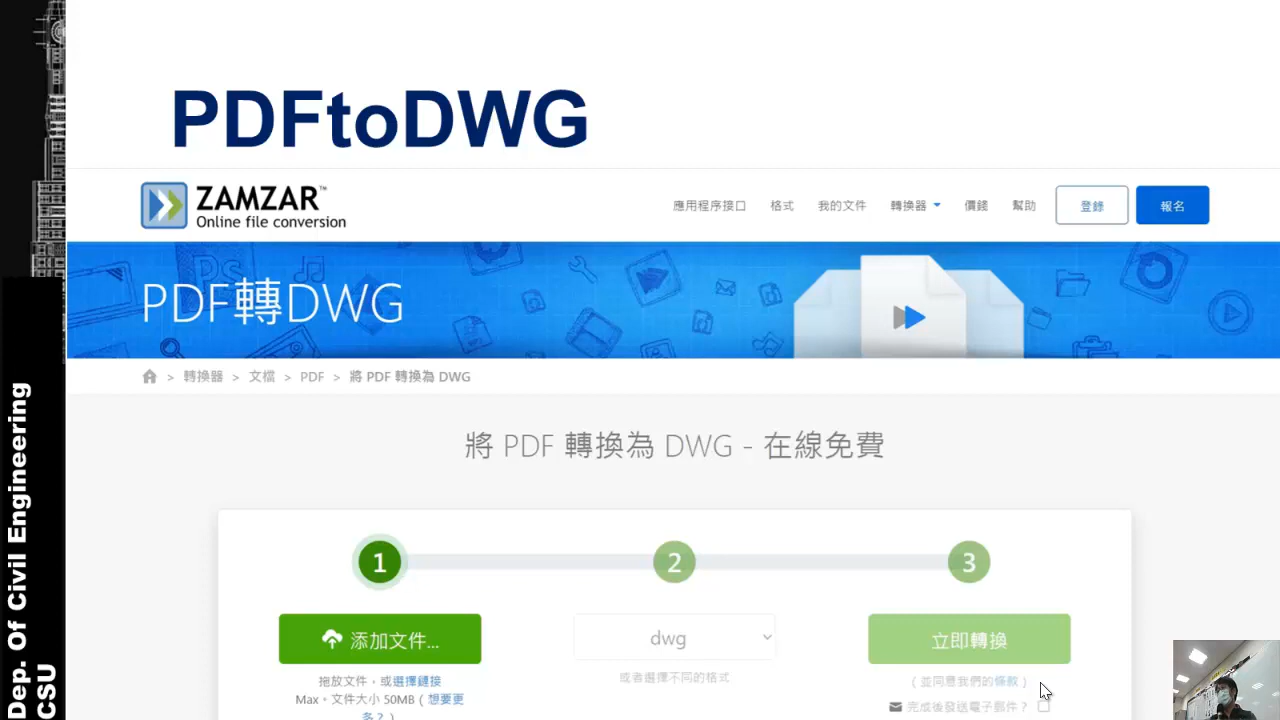 PDFtoDWG
ZAMZAR™
Online file conversion
應用程序接口 格式 我的文件 轉換器 價錢 幫助 登錄 報名
PDF轉DWG
> 轉換器 > 文檔 > PDF > 將 PDF 轉換為 DWG
將 PDF 轉換為 DWG - 在線免費
1 2 3
添加文件... dwg 立即轉換
拖放文件，或選擇鏈接 或者選擇不同的格式 ( 並同意我們的條款 )
Max。文件大小 50MB ( 想要更
多？ ) 完成後發送電子郵件？
Dep. Of Civil Engineering
CSU